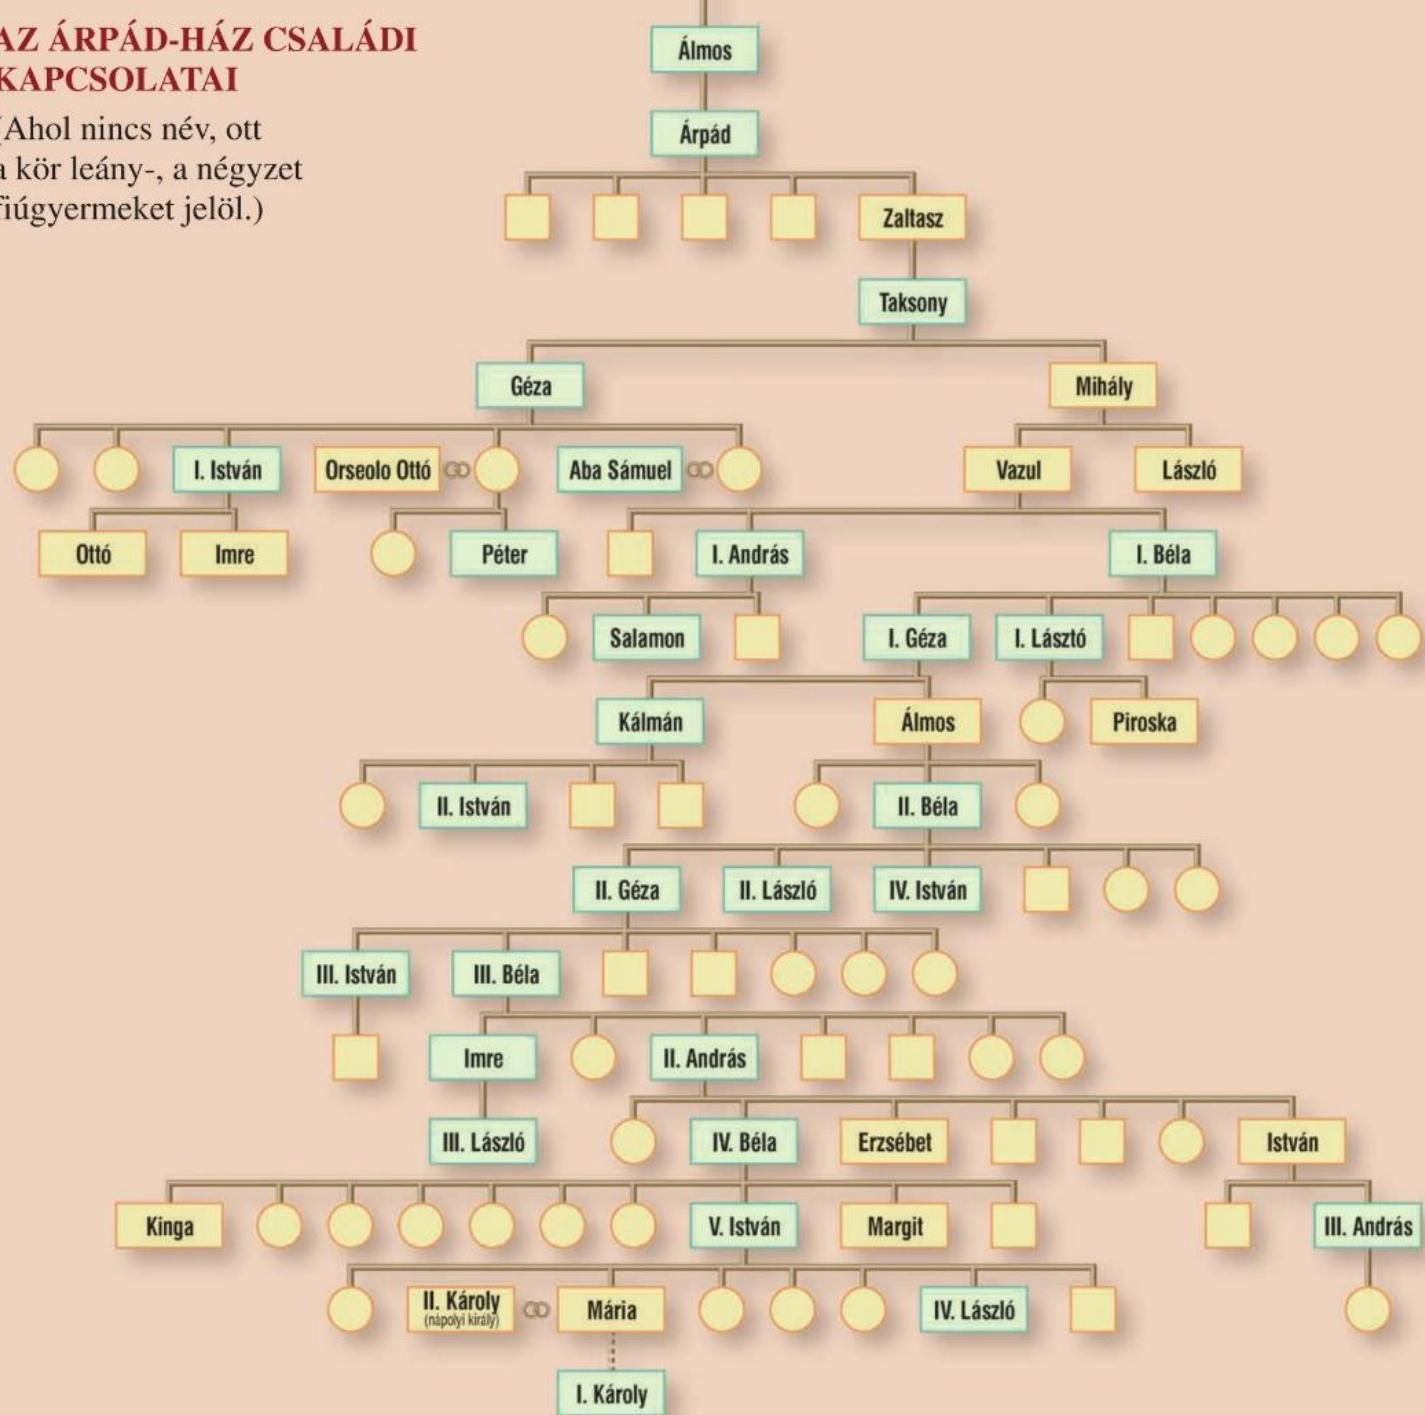 AZ ÁRPÁD-HÁZ CSALÁDI
KAPCSOLATAI
(Ahol nincs név, ott
a kör leány-, a négyzet
fiúgyermeket jelöl.)
Álmos
Árpád
Zaltasz
Taksony
Géza
Mihály
I. István
Orseolo Ottó
Aba Sámuel
Vazul
László
Ottó
Imre
Péter
I. András
I. Béla
Salamon
I. Géza
I. Lásztó
Kálmán
Álmos
Piroska
II. István
II. Béla
II. Géza
II. László
IV. István
III. István
III. Béla
Imre
II. András
III. László
IV. Béla
Erzsébet
István
Kinga
V. István
Margit
III. András
II. Károly
(nápolyi király)
Mária
IV. László
I. Károly